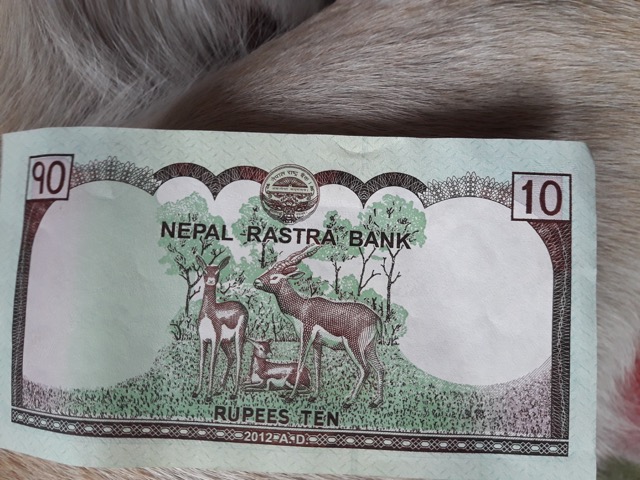 १०
10
NEPAL RASTRA BANK
RUPEES TEN
2012 A.D.